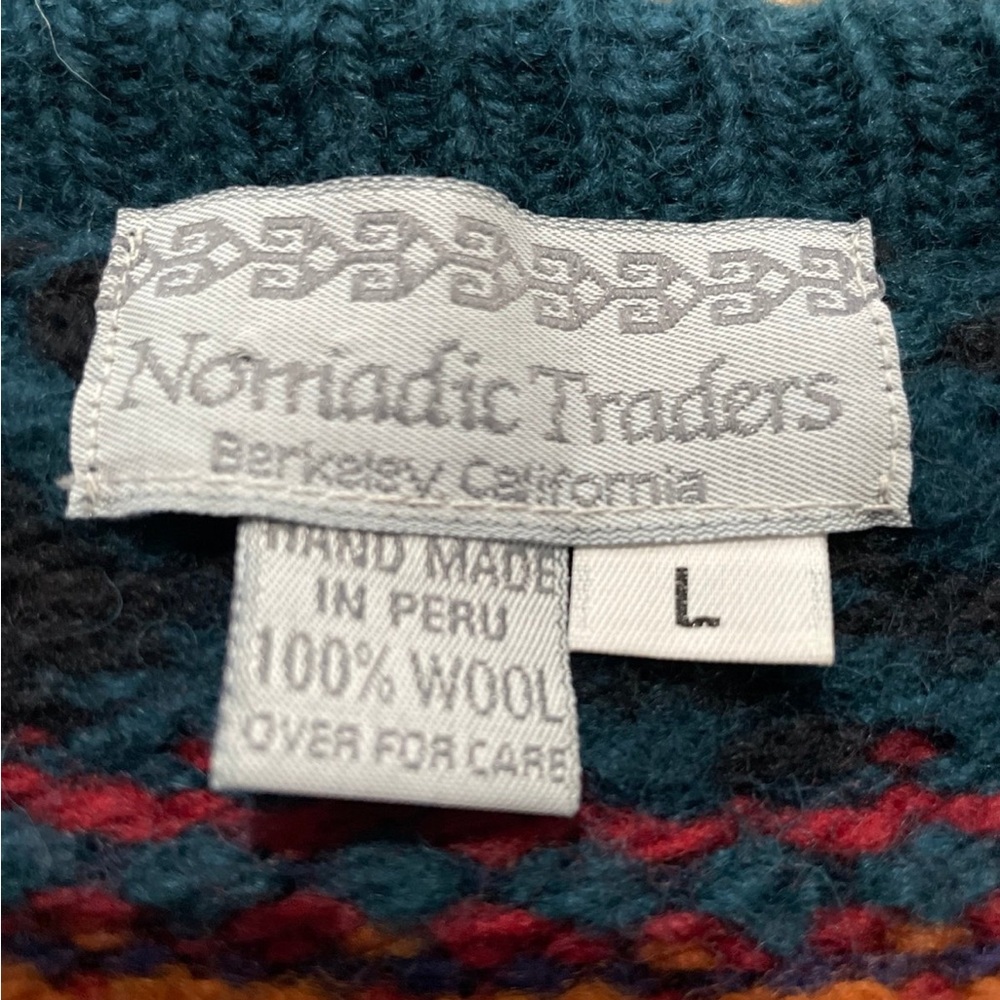 Nomadic Traders
Berkeley, California
HAND MADE
IN PERU
100% WOOL
OVER FOR CARE
L